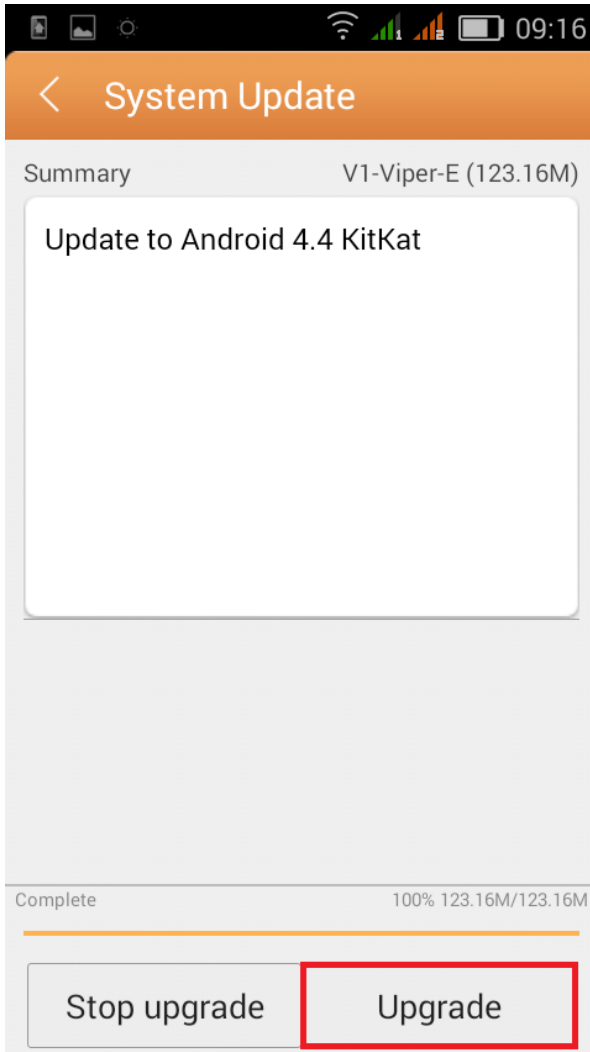 09:16
System Update
Summary V1-Viper-E (123.16M)
Update to Android 4.4 KitKat
Complete 100% 123.16M/123.16M
Stop upgrade Upgrade